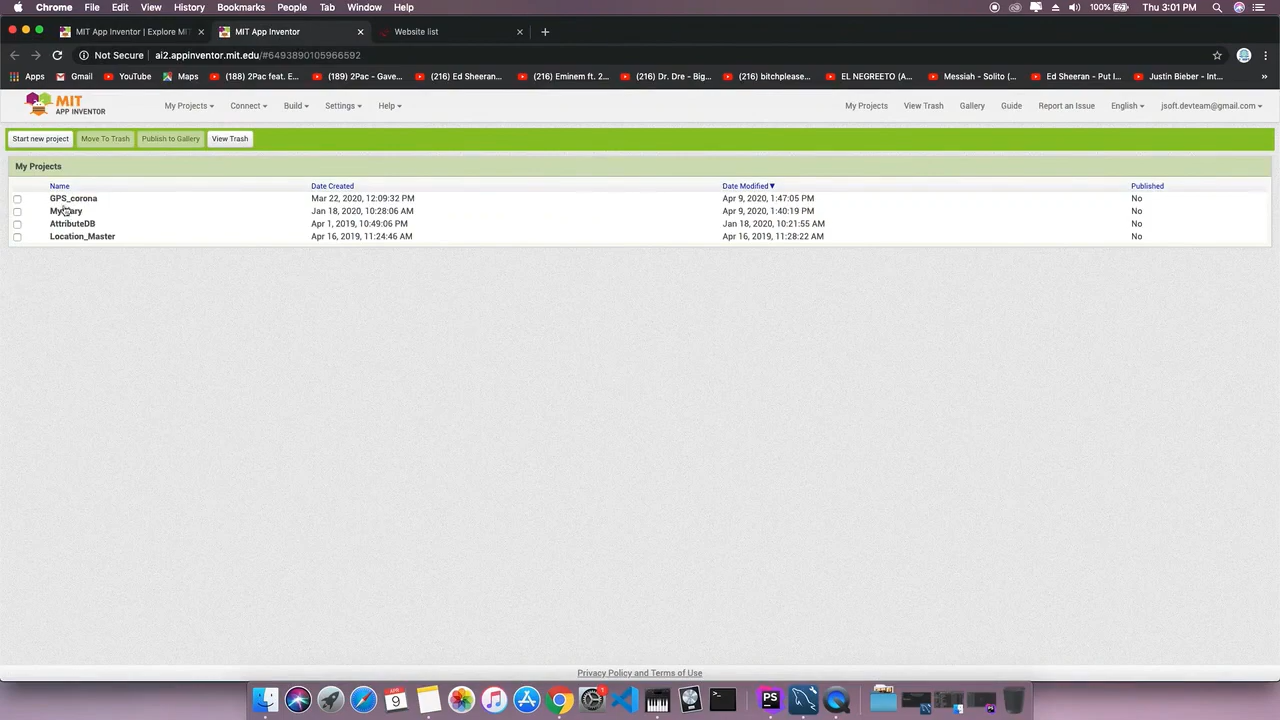 Chrome File Edit View History Bookmarks People Tab Window Help 100% Thu 3:01 PM
MIT App Inventor | Explore MIT MIT App Inventor Website list
Not Secure ai2.appinventor.mit.edu/#6493890105966592
Apps Gmail YouTube Maps (188) 2Pac feat. E... (189) 2Pac - Gave... (216) Ed Sheeran... (216) Eminem ft. 2... (216) Dr. Dre - Big... (216) bitchplease... EL NEGREETO (A... Messiah - Solito (... Ed Sheran - Put I... Justin Bieber - Int...
MIT
APP INVENTOR
My Projects Connect Build Settings Help My Projects View Trash Gallery Guide Report an Issue English jsoft.devteam@gmail.com
Start new project Move To Trash Publish to Gallery View Trash
My Projects
Name Date Created Date Modified Published
GPS_corona Mar 22, 2020, 12:09:32 PM Apr 9, 2020, 1:47:05 PM No
Jan 18, 2020, 10:28:06 AM Apr 9, 2020, 1:40:19 PM No
AttributeDB Apr 1, 2019, 10:49:06 PM Jan 18, 2020, 10:21:55 AM No
Location_Master Apr 16, 2019, 11:24:46 AM Apr 16, 2019, 11:28:22 AM No
Privacy Policy and Terms of Use
APR
9
1
PS